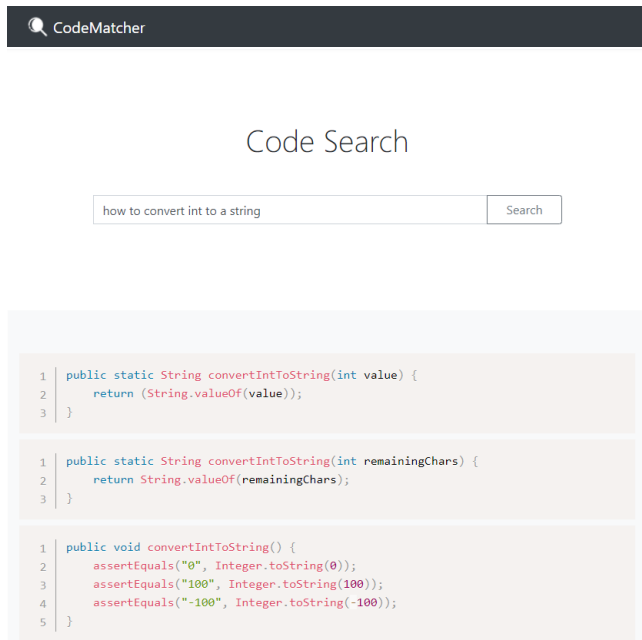 CodeMatcher
Code Search
how to convert int to a string
Search
1 public static String convertIntToString(int value) {
2 return (String.valueOf(value));
3 }
1 public static String convertIntToString(int remainingChars) {
2 return String.valueOf(remainingChars);
3 }
1 public void convertIntToString() {
2 assertEquals("0", Integer.toString(0));
3 assertEquals("100", Integer.toString(100));
4 assertEquals("-100", Integer.toString(-100));
5 }